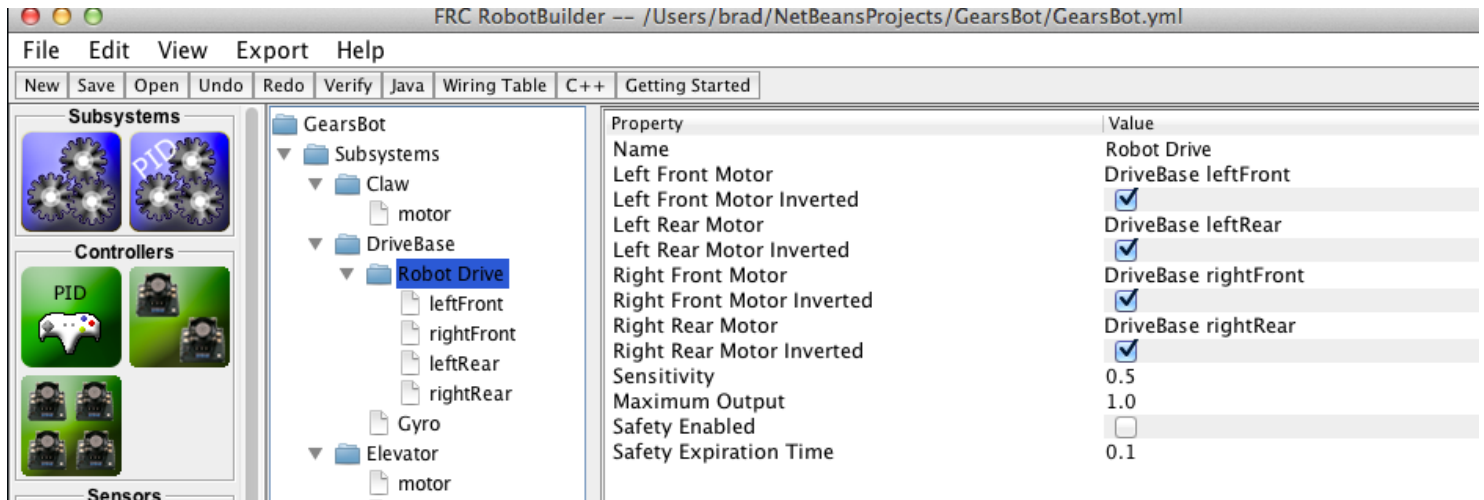 FRC RobotBuilder -- /Users/brad/NetBeansProjects/GearsBot/GearsBot.yml
File Edit View Export Help
New Save Open Undo Redo Verify Java Wiring Table C++ Getting Started
Subsystems
PID
Controllers
PID
Sensors
GearsBot
Subsystems
Claw
motor
DriveBase
Robot Drive
leftFront
rightFront
leftRear
rightRear
Gyro
Elevator
motor
Property Value
Name Robot Drive
Left Front Motor DriveBase leftFront
Left Front Motor Inverted
Left Rear Motor DriveBase leftRear
Left Rear Motor Inverted
Right Front Motor DriveBase rightFront
Right Front Motor Inverted
Right Rear Motor DriveBase rightRear
Right Rear Motor Inverted
Sensitivity 0.5
Maximum Output 1.0
Safety Enabled
Safety Expiration Time 0.1